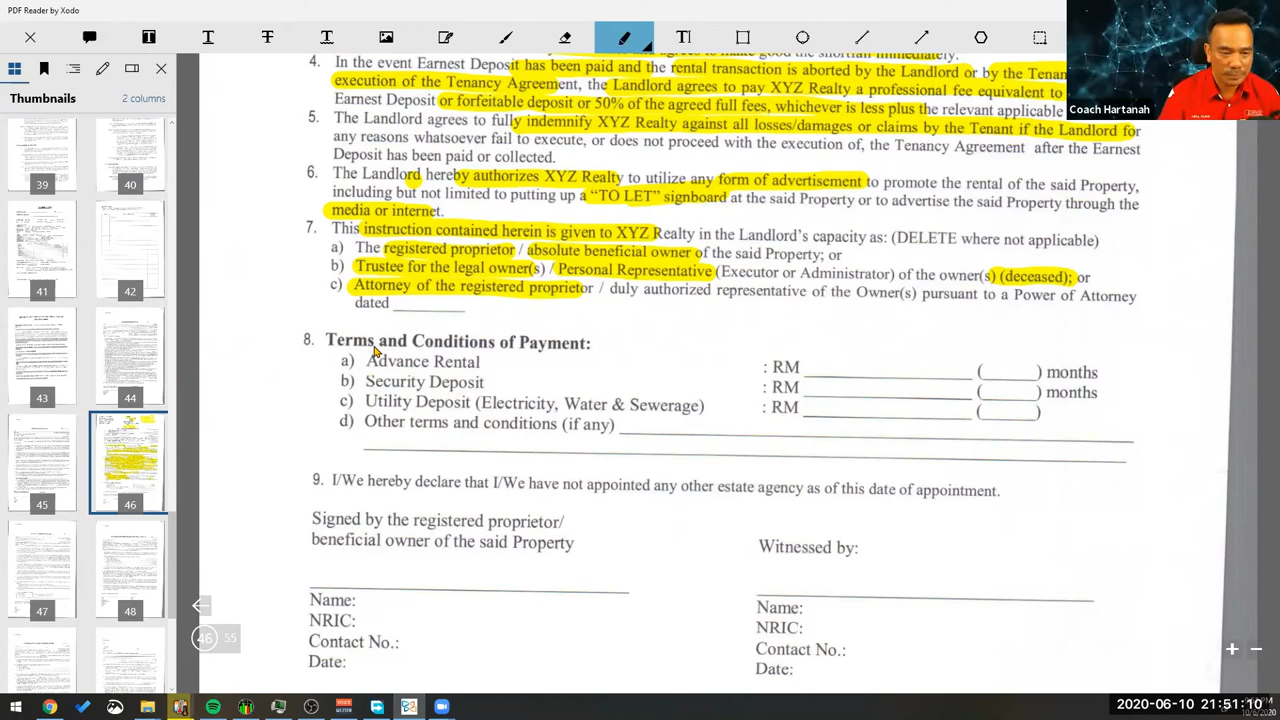 PDF Reader by Xodo
Thumbnails
2 columns
39
40
41
42
43
44
45
46
47
48
46
55
Coach Hartanah
4. In the event Earnest Deposit has been paid and the rental transaction is aborted by the Landlord or by the Tenan
execution of the Tenancy Agreement, the Landlord agrees to pay XYZ Realty a professional fee equivalent to
Earnest Deposit or forfeitable deposit or 50% of the agreed full fees, whichever is less plus the relevant applicable
5. The Landlord agrees to fully indemnify XYZ Realty against all losses/damages or claims by the Tenant if the Landlord for
any reasons whatsoever fail to execute, or does not proceed with the execution of, the Tenancy Agreement after the Earnest
Deposit has been paid or collected.
6. The Landlord hereby authorizes XYZ Realty to utilize any form of advertisement to promote the rental of the said Property,
including but not limited to putting up a “TO LET” signboard at the said Property or to advertise the said Property through the
media or internet.
7. This instruction contained herein is given to XYZ Realty in the Landlord's capacity as: (DELETE where not applicable)
a) The registered proprietor / absolute beneficial owner of the said Property; or
b) Trustee for the legal owner(s) / Personal Representative (Executor or Administrator) of the owner(s) (deceased); or
c) Attorney of the registered proprietor / duly authorized representative of the Owner(s) pursuant to a Power of Attorney
dated
8. Terms and Conditions of Payment:
a) Advance Rental : RM ( ) months
b) Security Deposit : RM ( ) months
c) Utility Deposit (Electricity, Water & Sewerage) : RM ( )
d) Other terms and conditions (if any)
9. I/We hereby declare that I/We have not appointed any other estate agency as of this date of appointment.
Signed by the registered proprietor/
beneficial owner of the said Property
Witnessed by:
Name:
NRIC:
Contact No.:
Date:
Name:
NRIC:
Contact No.:
Date:
2020-06-10 21:51:10